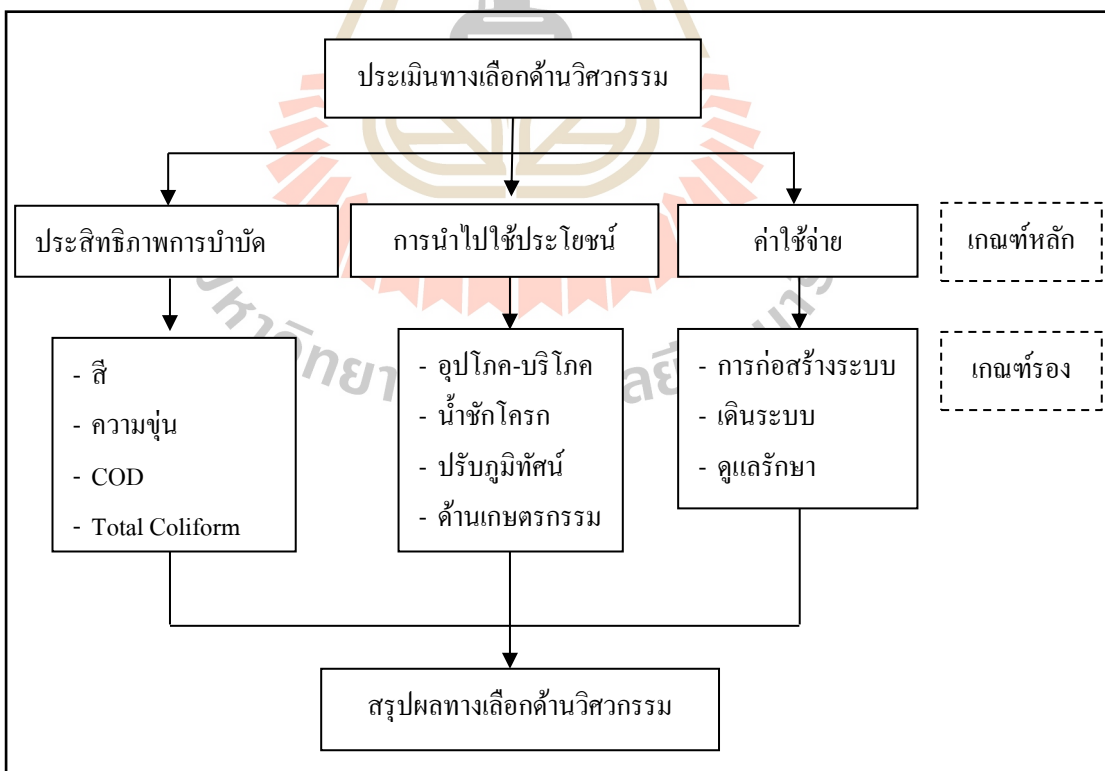 ประเมินทางเลือกด้านวิศวกรรม
ประสิทธิภาพการบำบัด
การนำไปใช้ประโยชน์
ค่าใช้จ่าย
เกณฑ์หลัก
- สี
- ความขุ่น
- COD
- Total Coliform
- อุปโภค-บริโภค
- น้ำชักโครก
- ปรับภูมิทัศน์
- ด้านเกษตรกรรม
- การก่อสร้างระบบ
- เดินระบบ
- ดูแลรักษา
เกณฑ์รอง
สรุปผลทางเลือกด้านวิศวกรรม